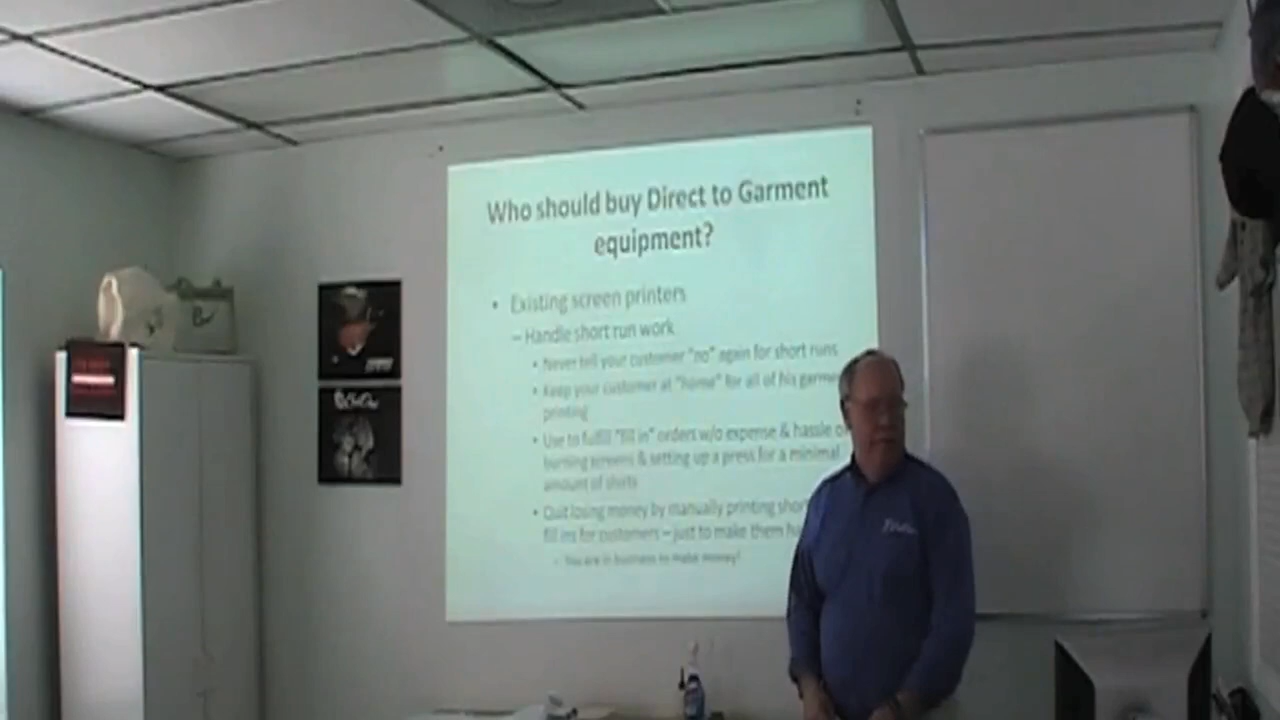 Who should buy Direct to Garment
equipment?
• Existing screen printers
– Handle short run work
• Never tell your customer "no" again for short runs
• Keep your customer at "home" for all of his
printing
• Use to fulfill "fill in" orders w/o expense & hassle
burning screens & setting up a press for a minimal
amount of shirts
• Quit losing money by manually printing
fill ins for customers – just to make them
– You are in business to make money!